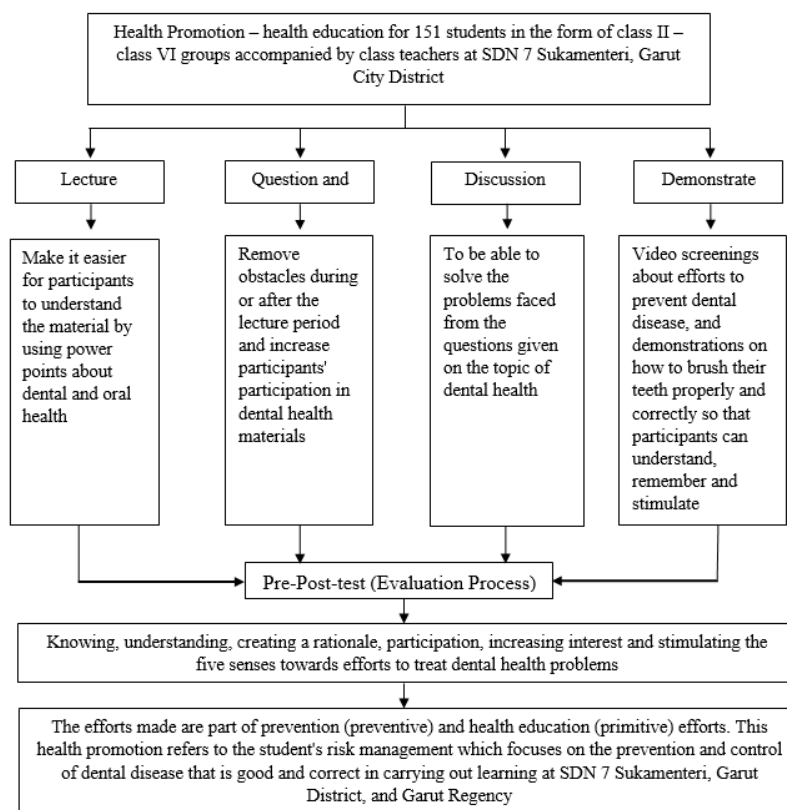 Health Promotion – health education for 151 students in the form of class II –
class VI groups accompanied by class teachers at SDN 7 Sukamenteri, Garut
City District
Lecture
Question and
Discussion
Demonstrate
Make it easier
for participants
to understand
the material by
using power
points about
dental and oral
health
Remove
obstacles during
or after the
lecture period
and increase
participants'
participation in
dental health
materials
To be able to
solve the
problems faced
from the
questions given
on the topic of
dental health
Video screenings
about efforts to
prevent dental
disease, and
demonstrations on
how to brush their
teeth properly and
correctly so that
participants can
understand,
remember and
stimulate
Pre-Post-test (Evaluation Process)
Knowing, understanding, creating a rationale, participation, increasing interest and stimulating the
five senses towards efforts to treat dental health problems
The efforts made are part of prevention (preventive) and health education (primitive) efforts. This
health promotion refers to the student's risk management which focuses on the prevention and control
of dental disease that is good and correct in carrying out learning at SDN 7 Sukamenteri, Garut
District, and Garut Regency